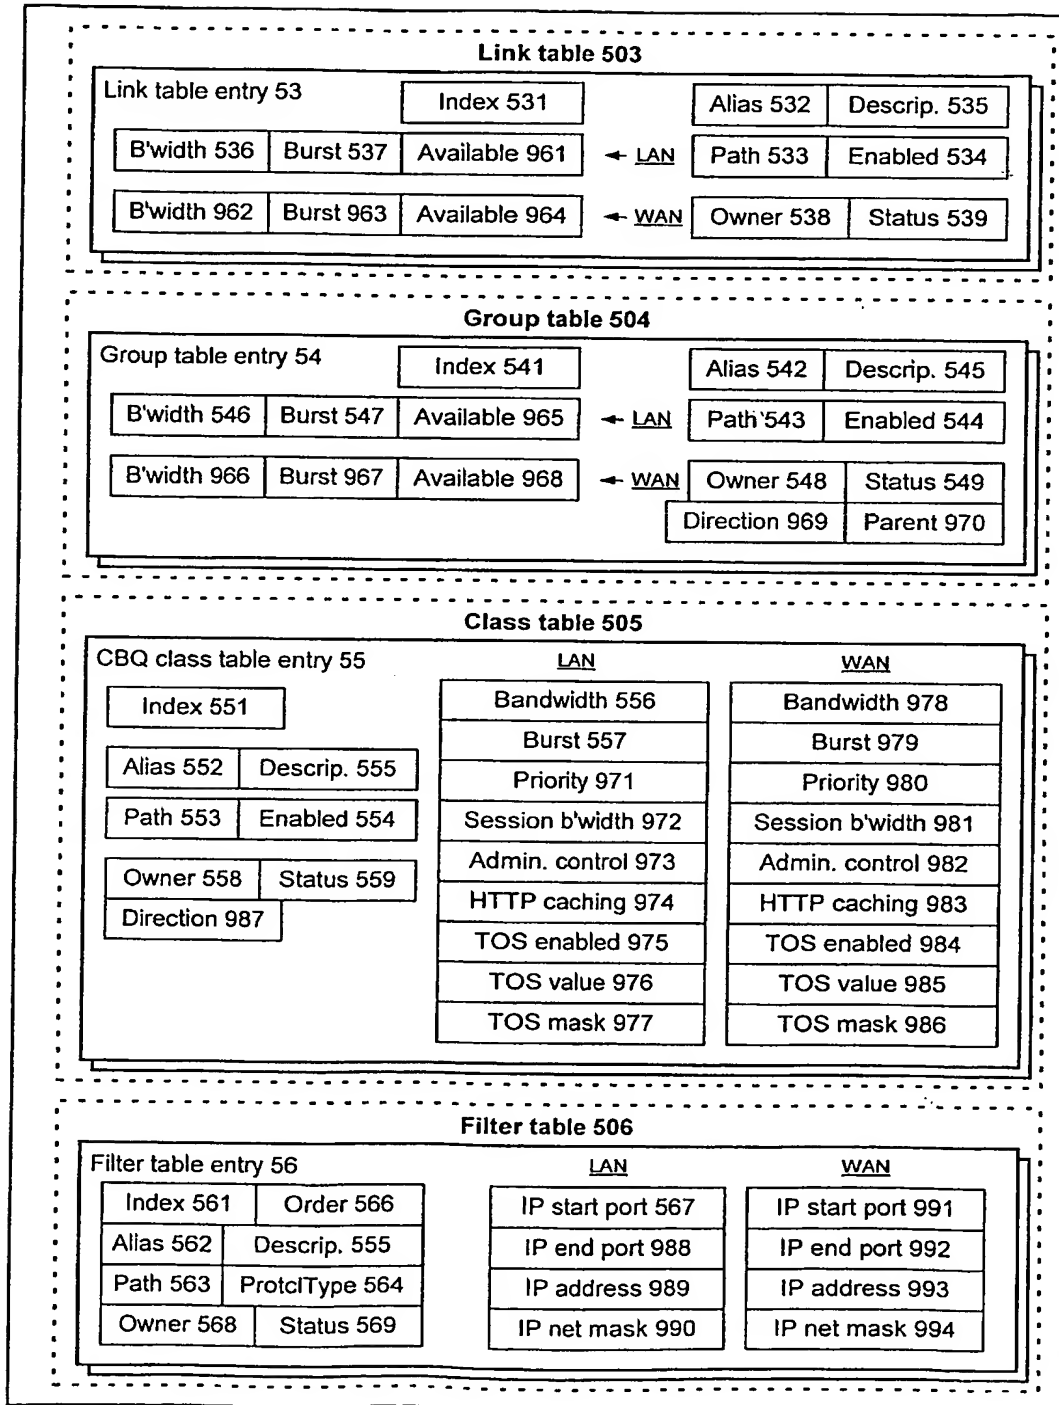 Link table 503
Link table entry 53
Index 531
Alias 532 Descrip. 535
B'width 536 Burst 537 Available 961 ← LAN Path 533 Enabled 534
B'width 962 Burst 963 Available 964 ← WAN Owner 538 Status 539
Group table 504
Group table entry 54
Index 541
Alias 542 Descrip. 545
B'width 546 Burst 547 Available 965 ← LAN Path 543 Enabled 544
B'width 966 Burst 967 Available 968 ← WAN Owner 548 Status 549
Direction 969 Parent 970
Class table 505
CBQ class table entry 55
Index 551
Alias 552 Descrip. 555
Path 553 Enabled 554
Owner 558 Status 559
Direction 987
LAN
Bandwidth 556
Burst 557
Priority 971
Session b'width 972
Admin. control 973
HTTP caching 974
TOS enabled 975
TOS value 976
TOS mask 977
WAN
Bandwidth 978
Burst 979
Priority 980
Session b'width 981
Admin. control 982
HTTP caching 983
TOS enabled 984
TOS value 985
TOS mask 986
Filter table 506
Filter table entry 56
Index 561 Order 566
Alias 562 Descrip. 555
Path 563 ProtclType 564
Owner 568 Status 569
LAN
IP start port 567
IP end port 988
IP address 989
IP net mask 990
WAN
IP start port 991
IP end port 992
IP address 993
IP net mask 994